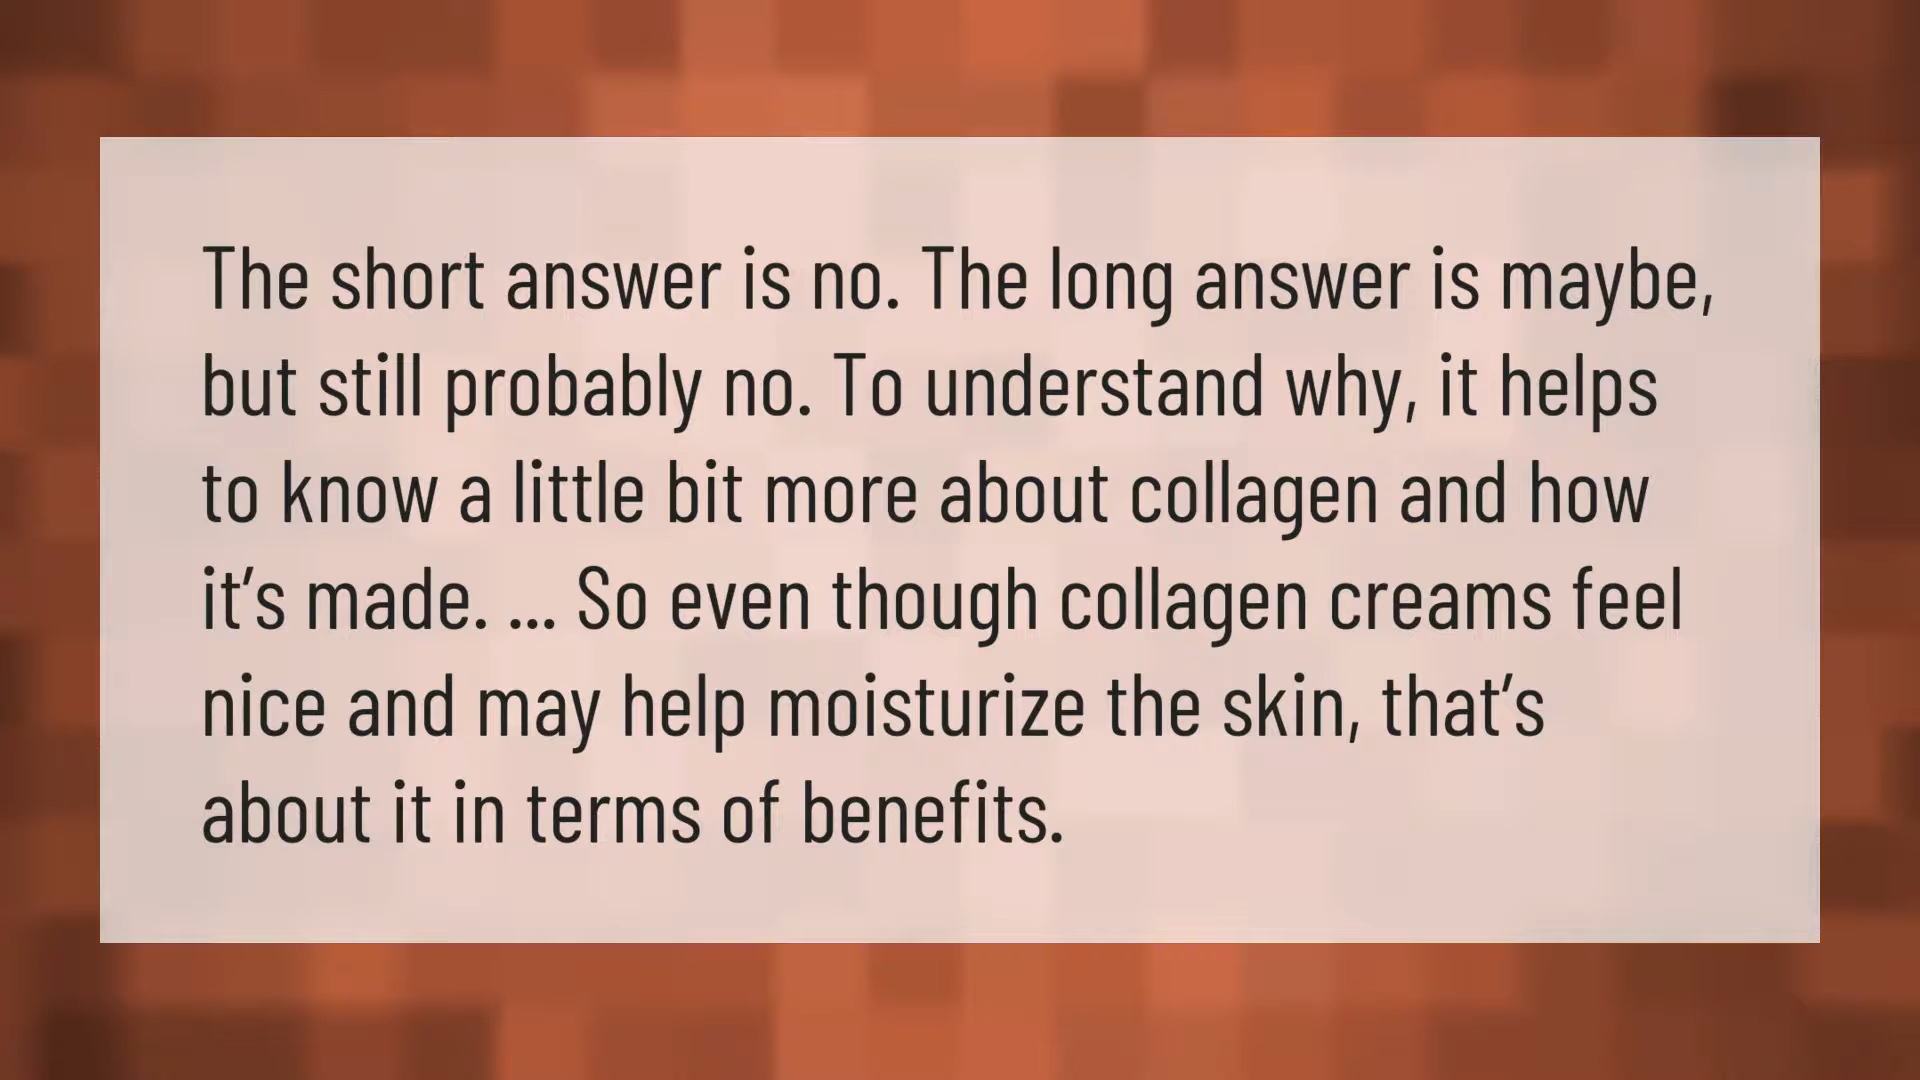 The short answer is no. The long answer is maybe,
but still probably no. To understand why, it helps
to know a little bit more about collagen and how
it’s made. ... So even though collagen creams feel
nice and may help moisturize the skin, that’s
about it in terms of benefits.